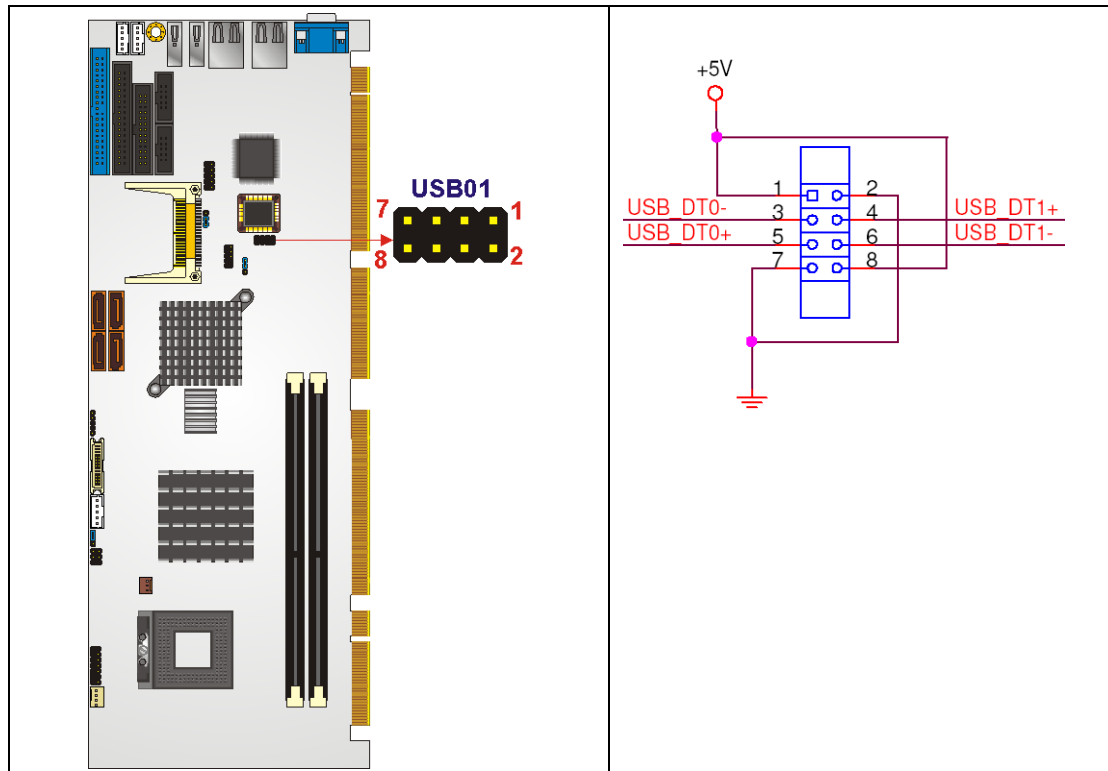 USB01
7 1
8 2
+5V
1 2
USB_DT0- 3 4 USB_DT1+
USB_DT0+ 5 6 USB_DT1-
7 8